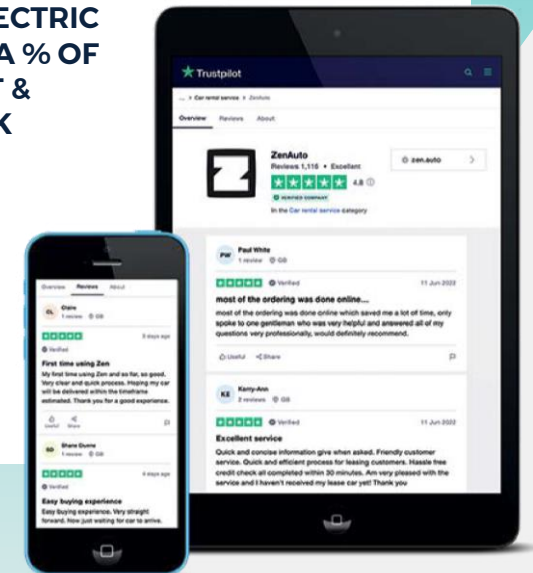 ECTRIC
A % OF
T &
K
Trustpilot
... > Car rental service > ZenAuto
Overview Reviews About
ZenAuto
Reviews 1,116 • Excellent
4.8
VERIFIED COMPANY
In the Car rental service category
zen.auto
PW
Paul White
1 review GB
Verified
11 Jun 2022
most of the ordering was done online...
most of the ordering was done online which saved me a lot of time, only
spoke to one gentleman who was very helpful and answered all of my
questions very professionally, would definitely recommend.
Useful Share
KE
Kerry-Ann
2 reviews GB
Verified
11 Jun 2022
Excellent service
Quick and concise information give when asked. Friendly customer
service. Quick and efficient process for leasing customers. Hassle free
credit check all completed within 30 minutes. Am very pleased with the
service and I haven't received my lease car yet! Thank you
Overview Reviews About
CL
Claire
1 review GB
3 days ago
Verified
First time using Zen
My first time using Zen and so far, so good.
Very clear and quick process. Hoping my car
will be delivered within the timeframe
estimated. Thank you for a good experience.
Useful Share
SD
Shane
1 review GB
4 days ago
Verified
Easy buying experience
Easy buying experience. Very straight
forward. Now just waiting for car to arrive.